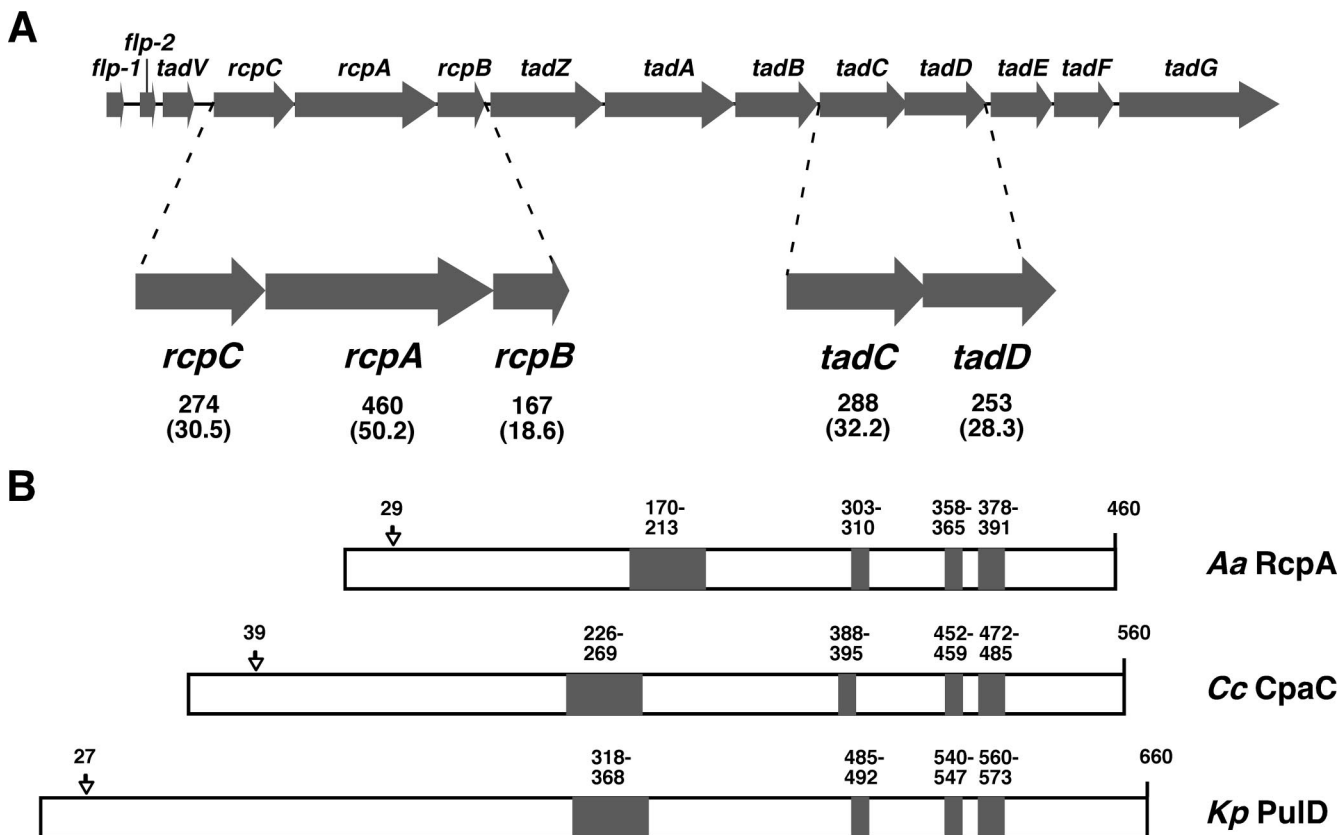 A
flp-2
flp-1 tadV rcpC rcpA rcpB tadZ tadA tadB tadC tadD tadE tadF tadG
rcpC rcpA rcpB tadC tadD
274 460 167 288 253
(30.5) (50.2) (18.6) (32.2) (28.3)
B
29 170- 303- 358- 378- 460
213 310 365 391
Aa RcpA
39 226- 388- 452- 472- 560
269 395 459 485
Cc CpaC
27 318- 485- 540- 560- 660
368 492 547 573
Kp PulD